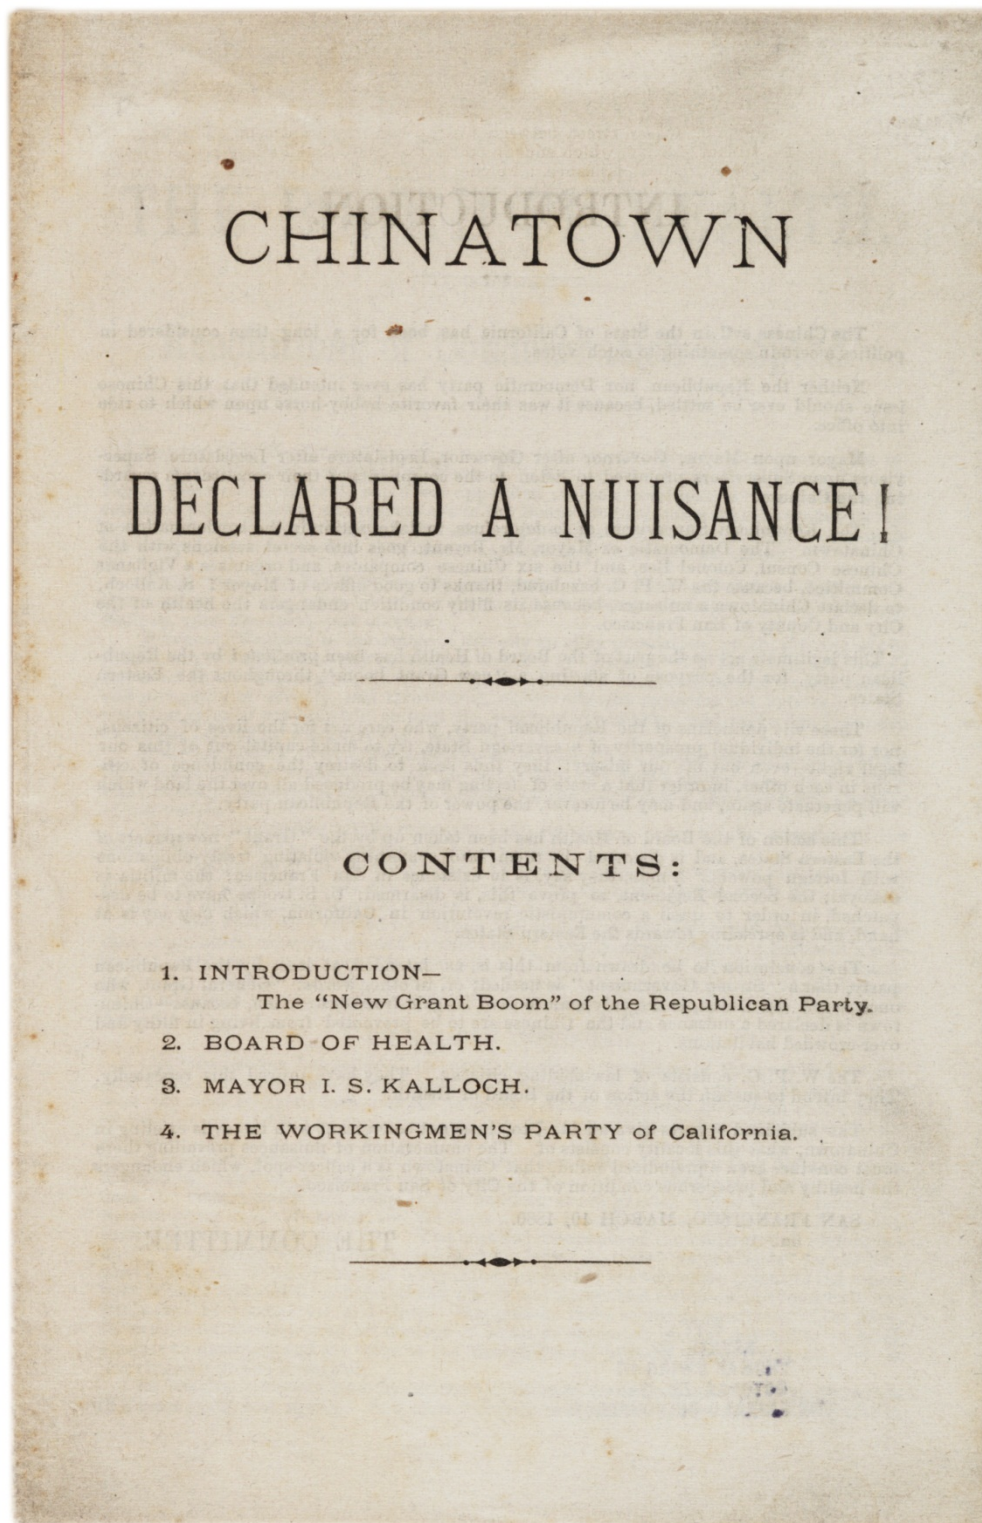 CHINATOWN
DECLARED A NUISANCE!
CONTENTS:
1. INTRODUCTION—
The "New Grant Boom" of the Republican Party.
2. BOARD OF HEALTH.
3. MAYOR I. S. KALLOCH.
4. THE WORKINGMEN'S PARTY of California.